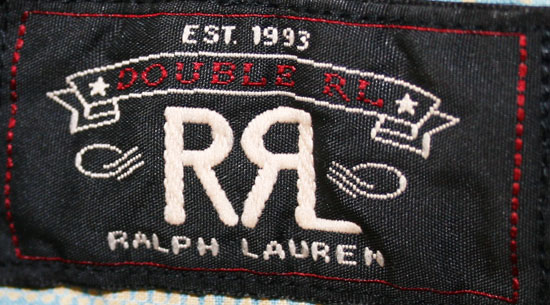 EST. 1993
DOUBLE RL
RRL
RALPH LAUREN